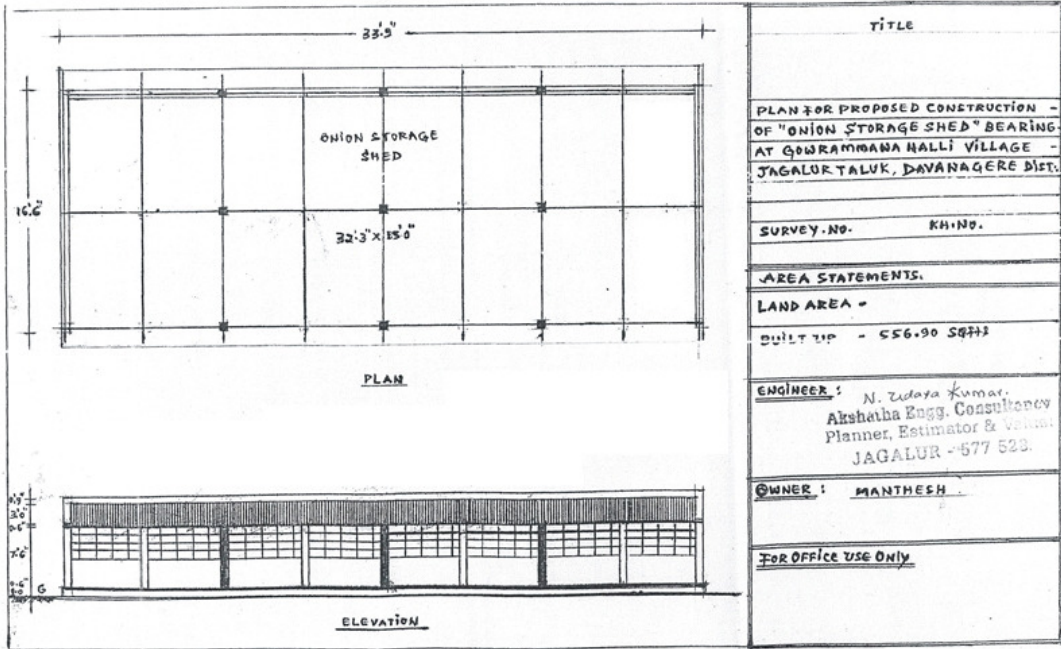 33'.9"
16'.6"
ONION STORAGE
SHED
32'.3" x 15'.0"
PLAN
7'.6"
G
ELEVATION
TITLE
PLAN FOR PROPOSED CONSTRUCTION -
OF "ONION STORAGE SHED" BEARING
AT GOWRAMMANA HALLI VILLAGE -
JAGALUR TALUK, DAVANAGERE DIST:
SURVEY.NO. KH.NO.
AREA STATEMENTS.
LAND AREA -
BUILT UP - 556.90 SQFTS
ENGINEER :
N. Udaya Kumar.
Akshatha Engg. Consultancy
Planner, Estimator &
JAGALUR - 577 528.
OWNER : MANTHESH
FOR OFFICE USE ONLY